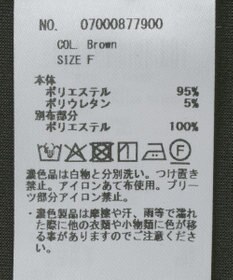 NO. 07000877900
COL. Brown
SIZE F
本体
ポリエステル 95%
ポリウレタン 5%
別布部分
ポリエステル 100%
F
濃色品は白物と分別洗い。つけ置き
禁止。アイロンあて布使用。プリー
ツ部分アイロン禁止。
・濃色製品は摩擦や汗、雨等で濡れ
た際に他の衣類や小物類に色が移
る事がありますのでご注意くださ
い。